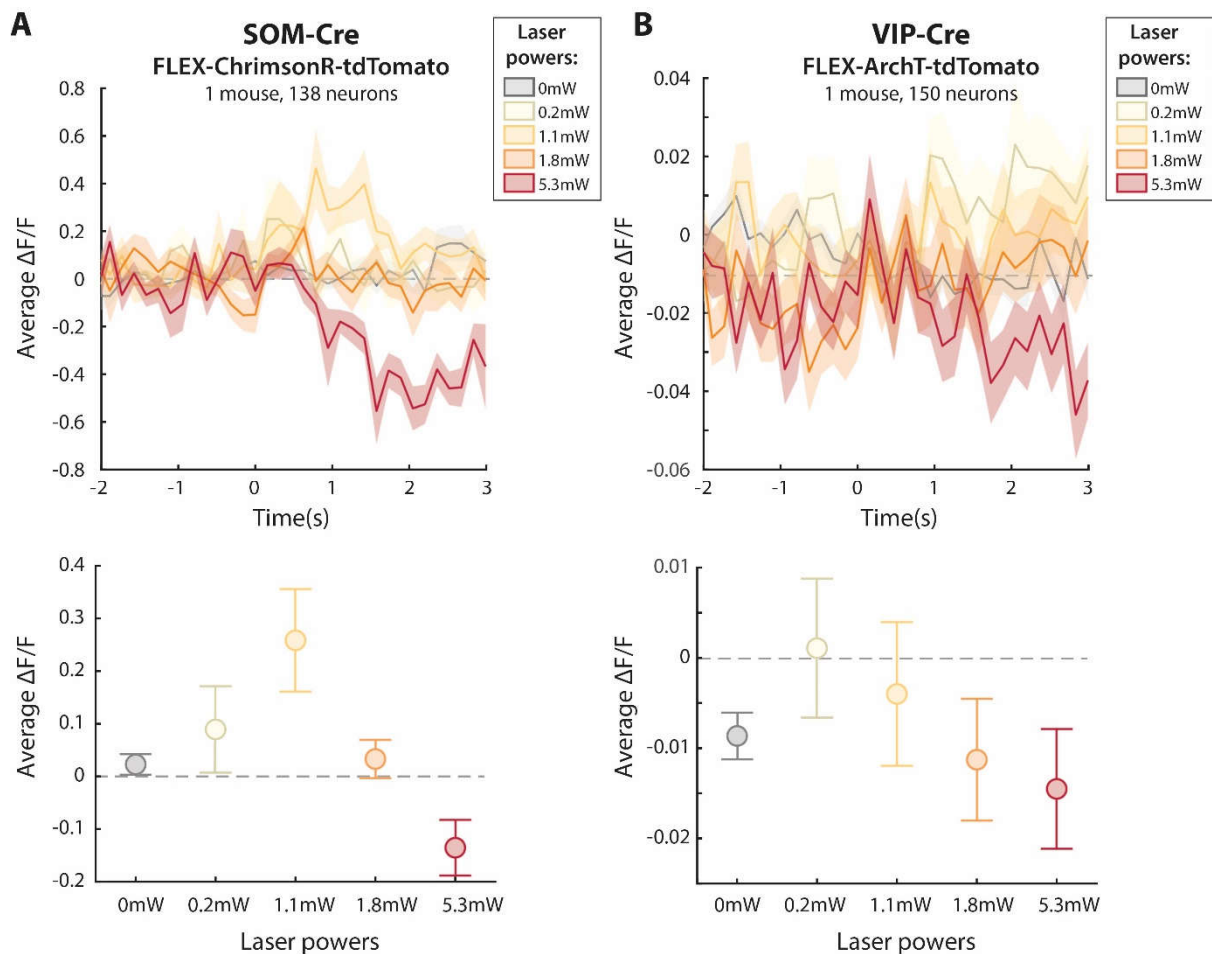 A
SOM-Cre
FLEX-ChrimsonR-tdTomato
1 mouse, 138 neurons
Laser
powers:
0mW
0.2mW
1.1mW
1.8mW
5.3mW
Average ΔF/F
0.8
0.6
0.4
0.2
0
-0.2
-0.4
-0.6
-0.8
-2 -1 0 1 2 3
Time(s)
B
VIP-Cre
FLEX-ArchT-tdTomato
1 mouse, 150 neurons
Laser
powers:
0mW
0.2mW
1.1mW
1.8mW
5.3mW
Average ΔF/F
0.04
0.02
0
-0.02
-0.04
-0.06
-2 -1 0 1 2 3
Time(s)
Average ΔF/F
0.4
0.3
0.2
0.1
0
-0.1
-0.2
0mW 0.2mW 1.1mW 1.8mW 5.3mW
Laser powers
Average ΔF/F
0.01
0
-0.01
-0.02
0mW 0.2mW 1.1mW 1.8mW 5.3mW
Laser powers